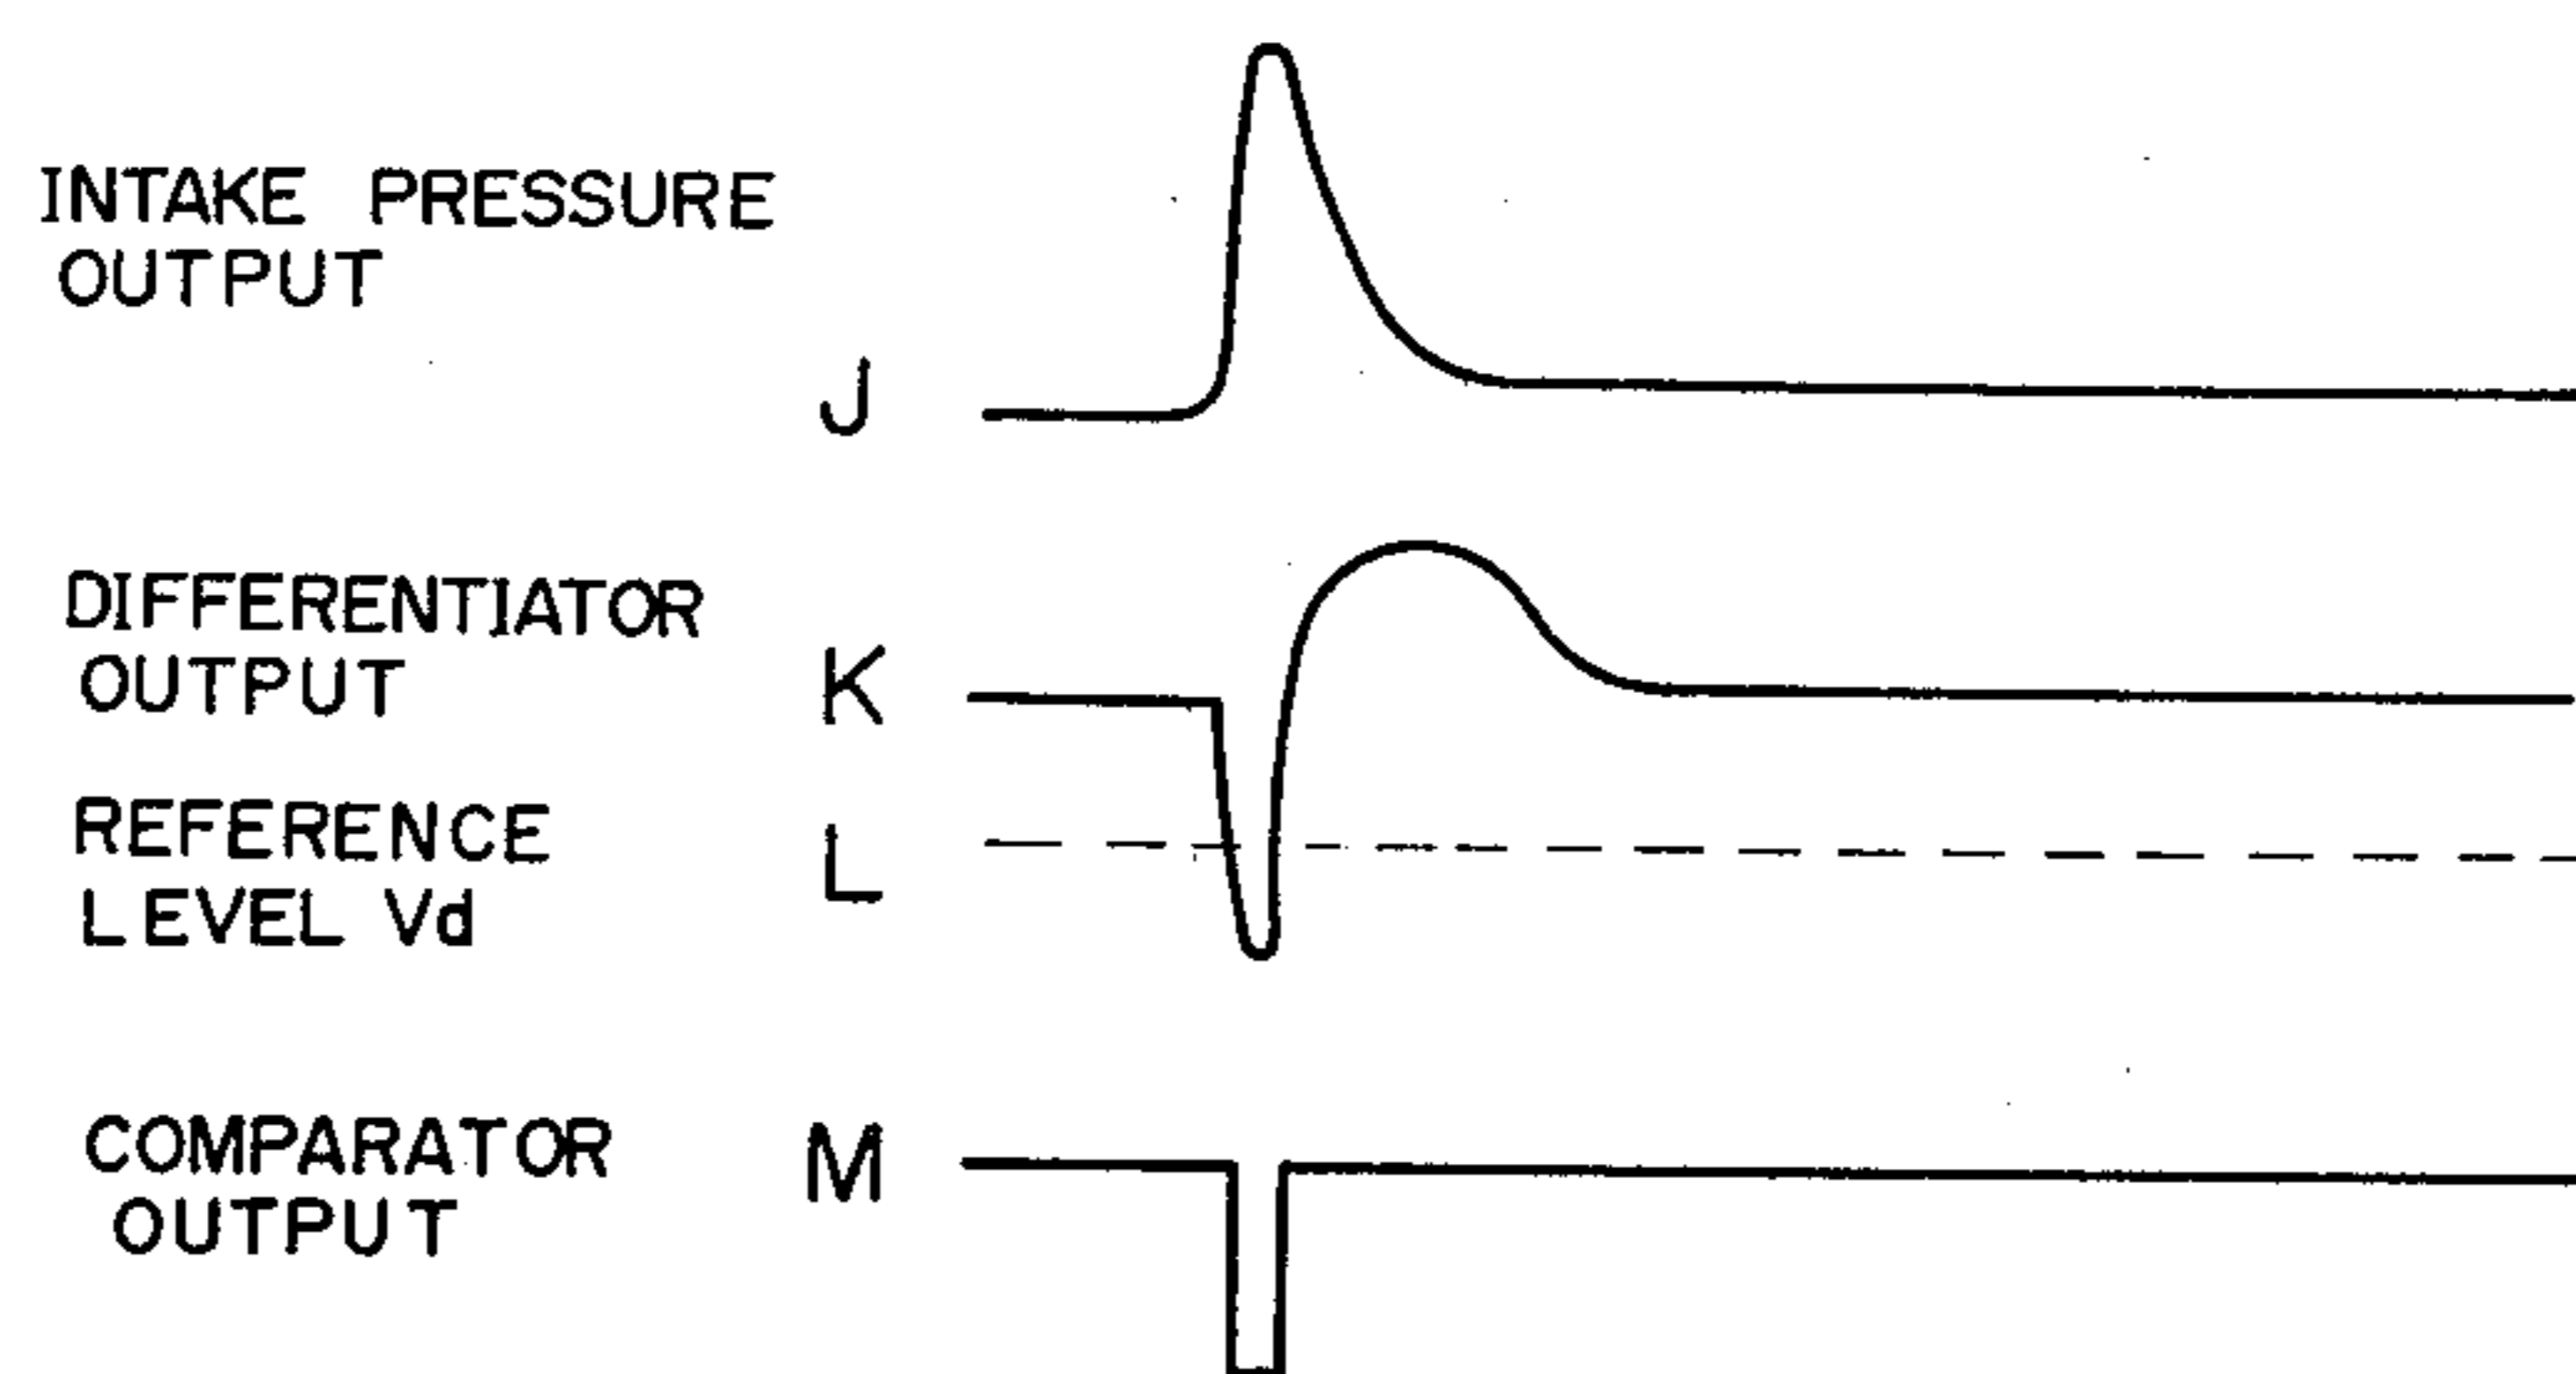 INTAKE PRESSURE
OUTPUT
J
DIFFERENTIATOR
OUTPUT
K
REFERENCE
LEVEL Vd
L
COMPARATOR
OUTPUT
M